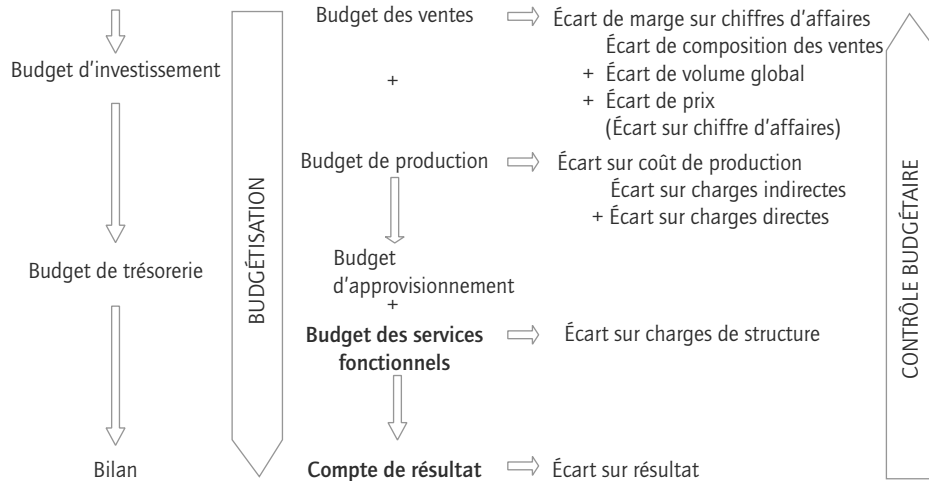 Budget des ventes
Écart de marge sur chiffres d'affaires
Écart de composition des ventes
Budget d'investissement
+
+ Écart de volume global
+ Écart de prix
(Écart sur chiffre d'affaires)
Budget de production
Écart sur coût de production
Écart sur charges indirectes
+ Écart sur charges directes
BUDGÉTISATION
CONTRÔLE BUDGÉTAIRE
Budget de trésorerie
Budget
d'approvisionnement
+
Budget des services
fonctionnels
Écart sur charges de structure
Bilan
Compte de résultat
Écart sur résultat